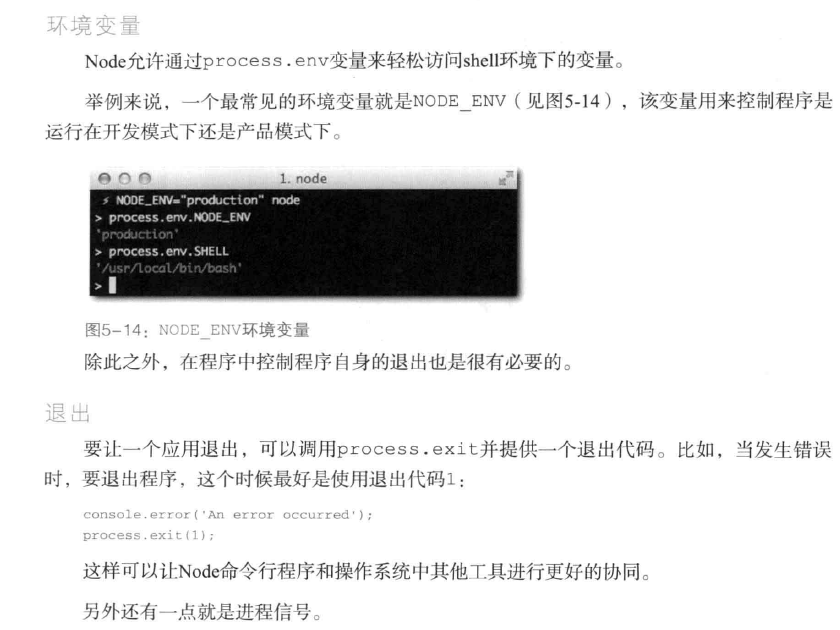 环境变量
Node允许通过process.env变量来轻松访问shell环境下的变量。
举例来说，一个最常见的环境变量就是NODE_ENV（见图5-14），该变量用来控制程序是
运行在开发模式下还是产品模式下。
1. node
⚡ NODE_ENV="production" node
> process.env.NODE_ENV
'production'
> process.env.SHELL
'/usr/local/bin/bash'
>
图5-14：NODE_ENV环境变量
除此之外，在程序中控制程序自身的退出也是很有必要的。
退出
要让一个应用退出，可以调用process.exit并提供一个退出代码。比如，当发生错误
时，要退出程序，这个时候最好是使用退出代码1：
console.error('An error occurred');
process.exit(1);
这样可以让Node命令行程序和操作系统中其他工具进行更好的协同。
另外还有一点就是进程信号。